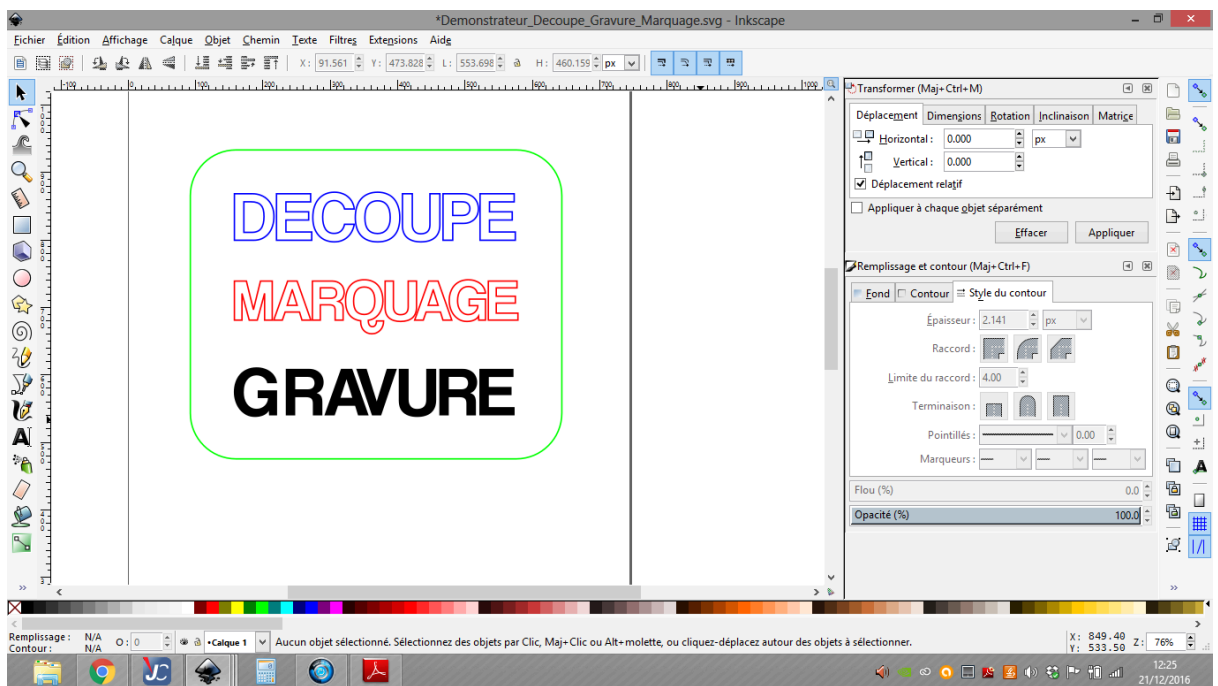 *Demonstrateur_Decoupe_Gravure_Marquage.svg - Inkscape
Fichier Édition Affichage Calque Objet Chemin Texte Filtres Extensions Aide
X: 91.561 Y: 473.828 L: 553.698 H: 460.159 px
Transformer (Maj+Ctrl+M)
Déplacement Dimensions Rotation Inclinaison Matrice
Horizontal : 0.000 px
Vertical : 0.000
Déplacement relatif
Appliquer à chaque objet séparément
Effacer Appliquer
DECOUPE
MARQUAGE
GRAVURE
Remplissage et contour (Maj+Ctrl+F)
Fond Contour Style du contour
Épaisseur : 2.141 px
Raccord :
Limite du raccord : 4.00
Terminaison :
Pointillés : 0.00
Marqueurs :
Flou (%) 0.0
Opacité (%) 100.0
Remplissage : N/A
Contour : N/A
O: 0 •Calque 1 Aucun objet sélectionné. Sélectionnez des objets par Clic, Maj+Clic ou Alt+molette, ou cliquez-déplacez autour des objets à sélectionner.
X: 849.40
Y: 533.50
Z: 76%
12:25
21/12/2016